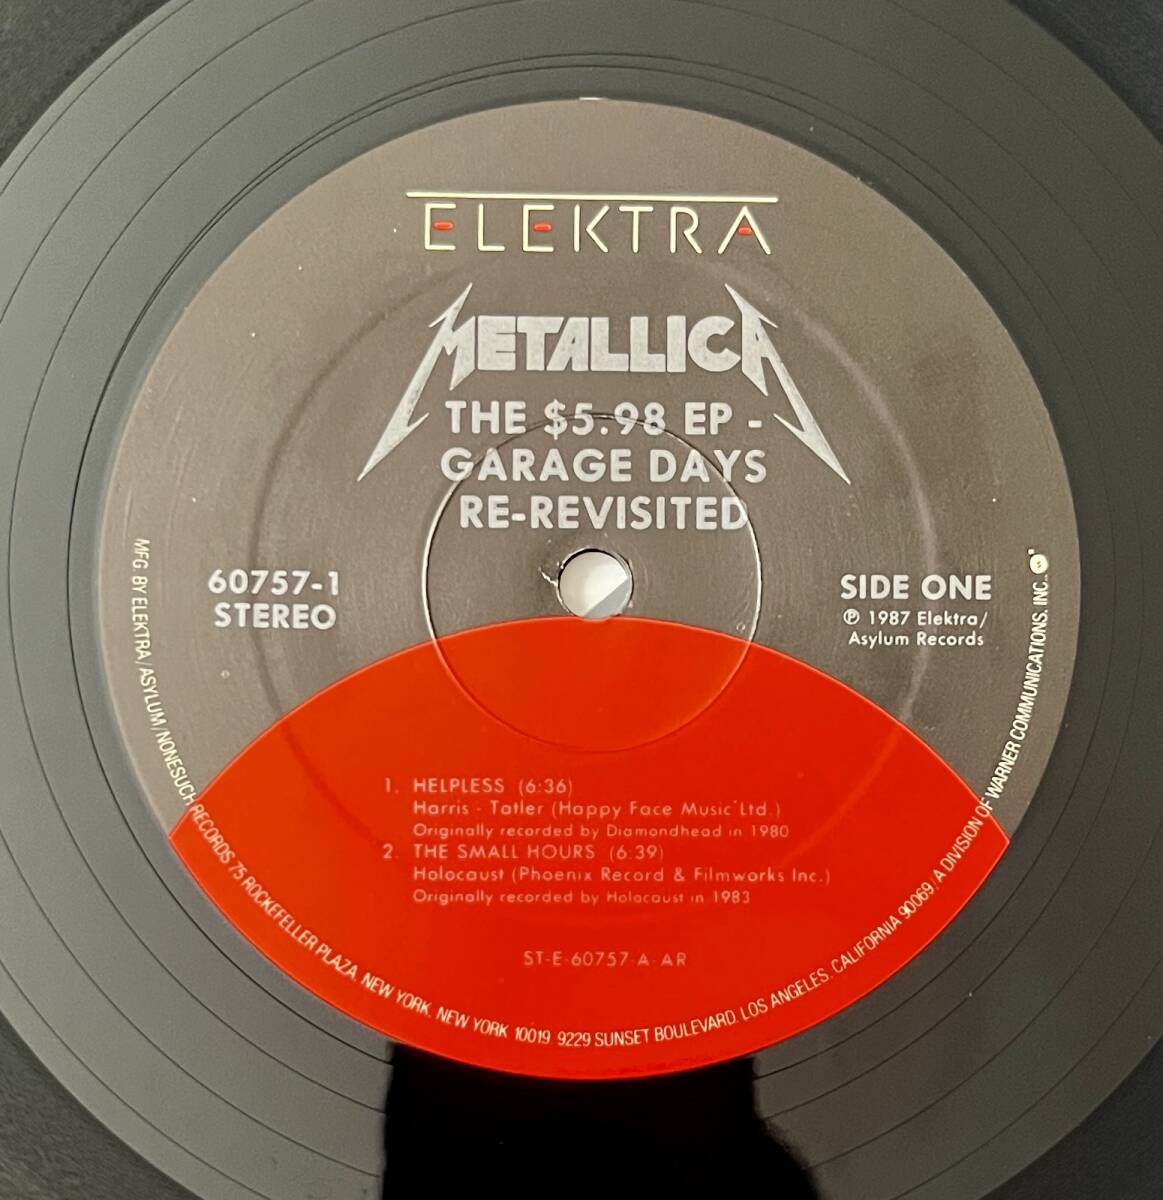 ELEKTRA
METALLICA
THE $5.98 EP -
GARAGE DAYS
RE-REVISITED
60757-1
STEREO
SIDE ONE
℗ 1987 Elektra/
Asylum Records
1. HELPLESS (6:36)
Harris - Tatler (Happy Face Music Ltd.)
Originally recorded by Diamondhead in 1980
2. THE SMALL HOURS (6:39)
Holocaust (Phoenix Record & Filmworks Inc.)
Originally recorded by Holocaust in 1983
ST-E-60757-A-AR
MFG. BY ELEKTRA/ASYLUM/NONESUCH RECORDS 75 ROCKEFELLER PLAZA, NEW YORK, NEW YORK 10019 9229 SUNSET BOULEVARD, LOS ANGELES, CALIFORNIA 90069 / A DIVISION OF WARNER COMMUNICATIONS, INC.